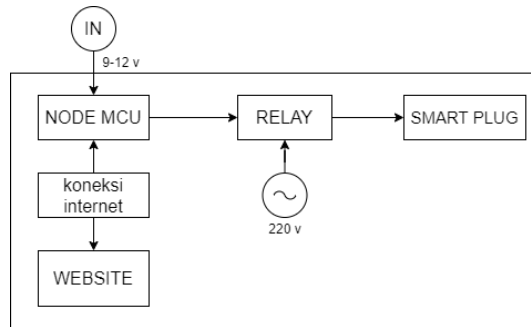 IN
9-12 v
NODE MCU
RELAY
SMART PLUG
koneksi
internet
220 v
WEBSITE